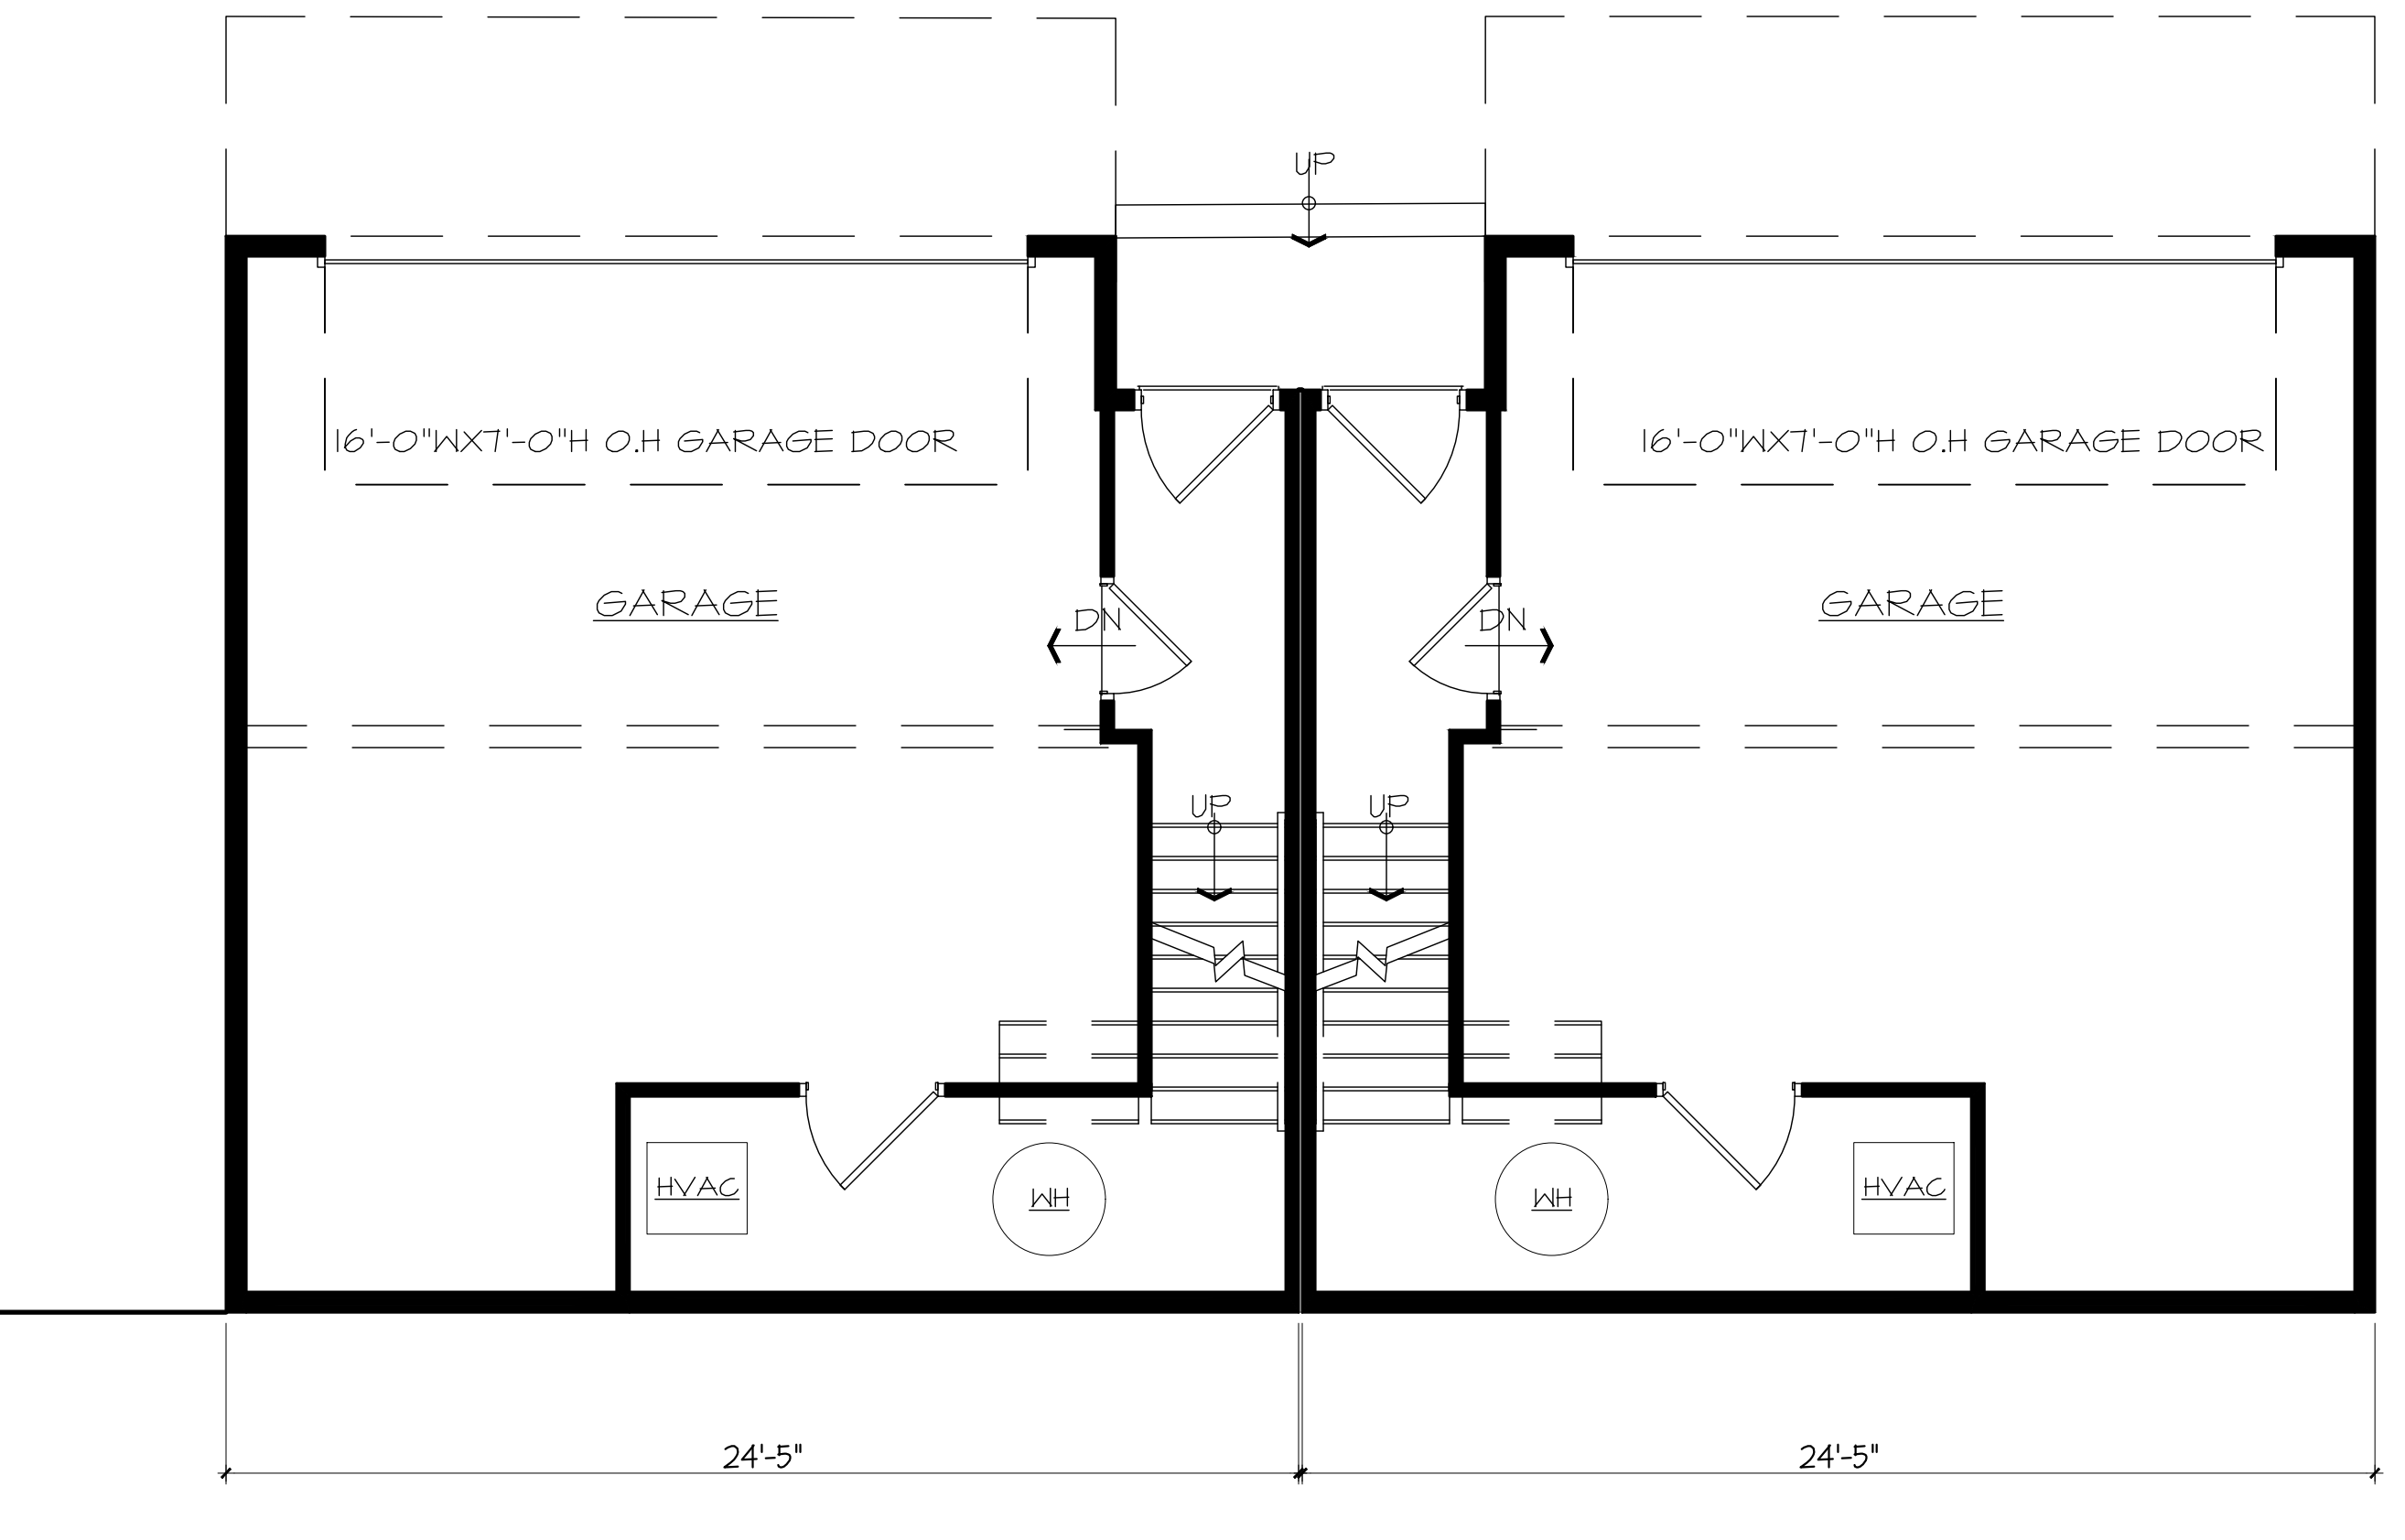 UP
16'-0"WX7'-0"H O.H GARAGE DOOR
16'-0"WX7'-0"H O.H GARAGE DOOR
GARAGE
GARAGE
DN
DN
UP
UP
HVAC
WH
WH
HVAC
24'-5"
24'-5"